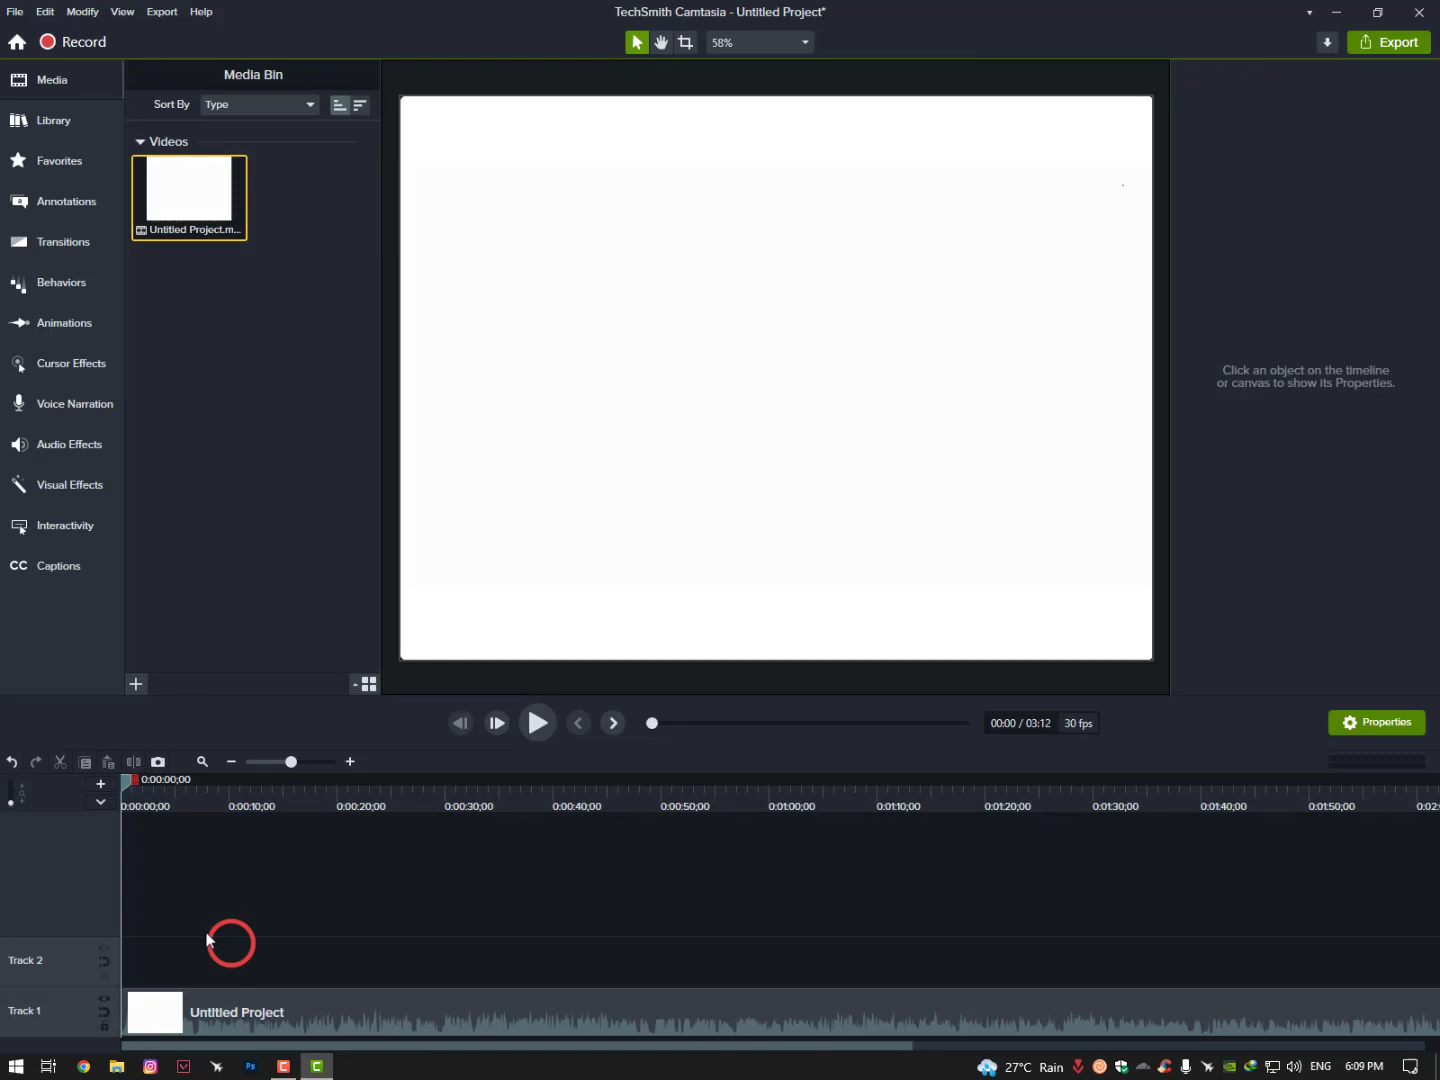 File Edit Modify View Export Help
TechSmith Camtasia - Untitled Project*
Record
58%
Export
Media
Library
Favorites
Annotations
Transitions
Behaviors
Animations
Cursor Effects
Voice Narration
Audio Effects
Visual Effects
Interactivity
CC Captions
Media Bin
Sort By Type
Videos
Untitled Project.m...
Click an object on the timeline
or canvas to show its Properties.
00:00 / 03:12 30 fps
Properties
0:00:00;00
0:00:00;00 0:00:10;00 0:00:20;00 0:00:30;00 0:00:40;00 0:00:50;00 0:01:00;00 0:01:10;00 0:01:20;00 0:01:30;00 0:01:40;00 0:01:50;00 0:02:
Track 2
Track 1
Untitled Project
Ps
C
C
27°C Rain
ENG
6:09 PM